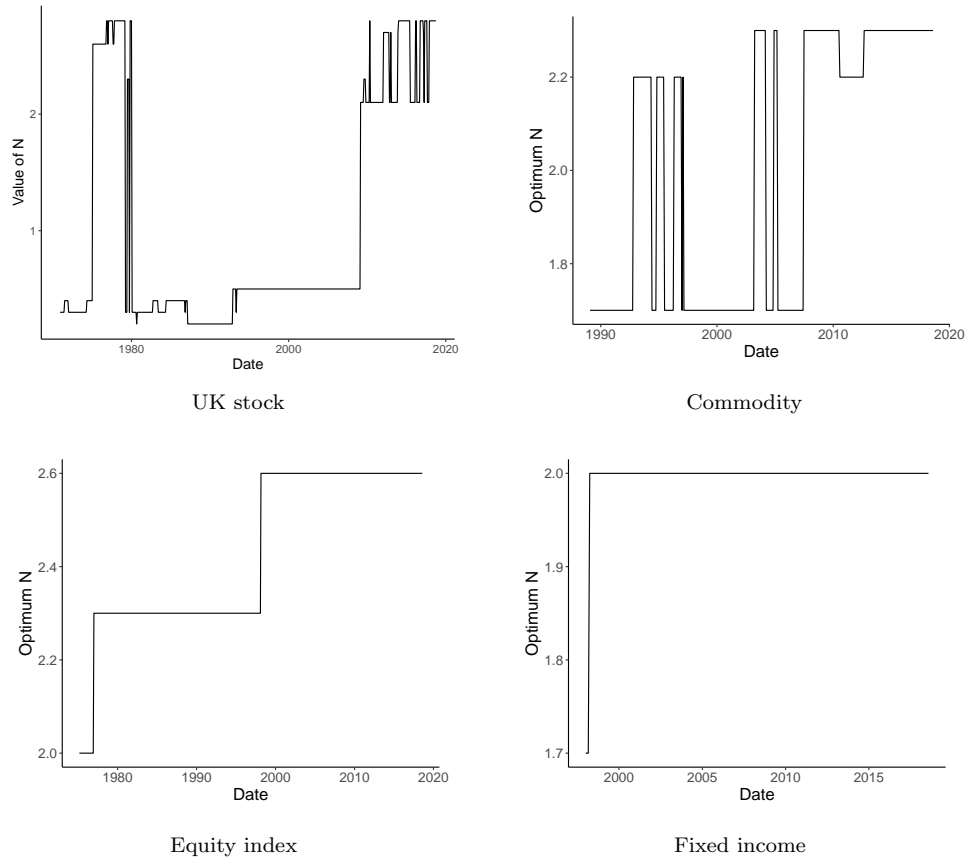 Value of N
2
1
1980
2000
2020
Date
UK stock
Optimum N
2.2
2.0
1.8
1990
2000
2010
2020
Date
Commodity
Optimum N
2.6
2.4
2.2
2.0
1980
1990
2000
2010
2020
Date
Equity index
Optimum N
2.0
1.9
1.8
1.7
2000
2005
2010
2015
Date
Fixed income